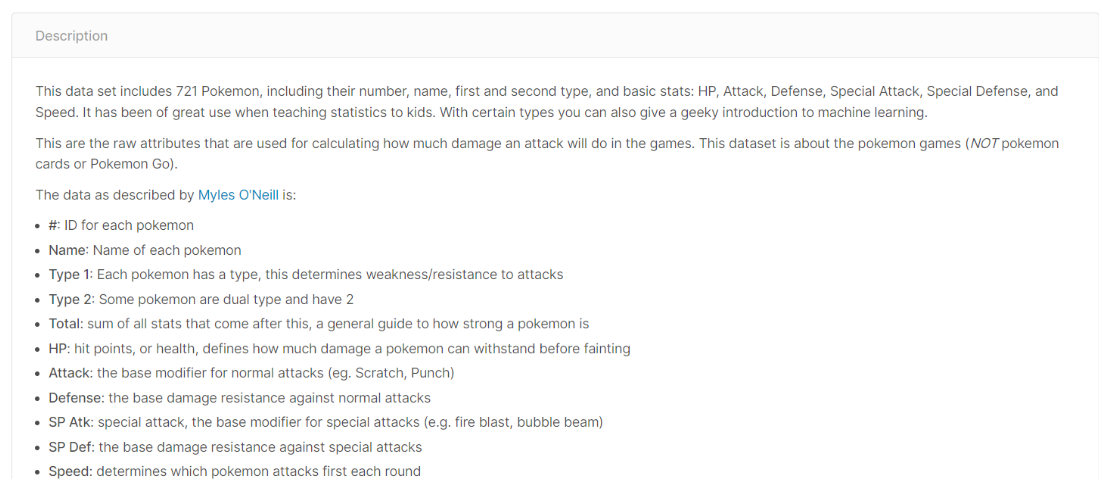 Description
This data set includes 721 Pokemon, including their number, name, first and second type, and basic stats: HP, Attack, Defense, Special Attack, Special Defense, and
Speed. It has been of great use when teaching statistics to kids. With certain types you can also give a geeky introduction to machine learning.
This are the raw attributes that are used for calculating how much damage an attack will do in the games. This dataset is about the pokemon games (NOT pokemon
cards or Pokemon Go).
The data as described by Myles O'Neill is:
• #: ID for each pokemon
• Name: Name of each pokemon
• Type 1: Each pokemon has a type, this determines weakness/resistance to attacks
• Type 2: Some pokemon are dual type and have 2
• Total: sum of all stats that come after this, a general guide to how strong a pokemon is
• HP: hit points, or health, defines how much damage a pokemon can withstand before fainting
• Attack: the base modifier for normal attacks (eg. Scratch, Punch)
• Defense: the base damage resistance against normal attacks
• SP Atk: special attack, the base modifier for special attacks (e.g. fire blast, bubble beam)
• SP Def: the base damage resistance against special attacks
• Speed: determines which pokemon attacks first each round